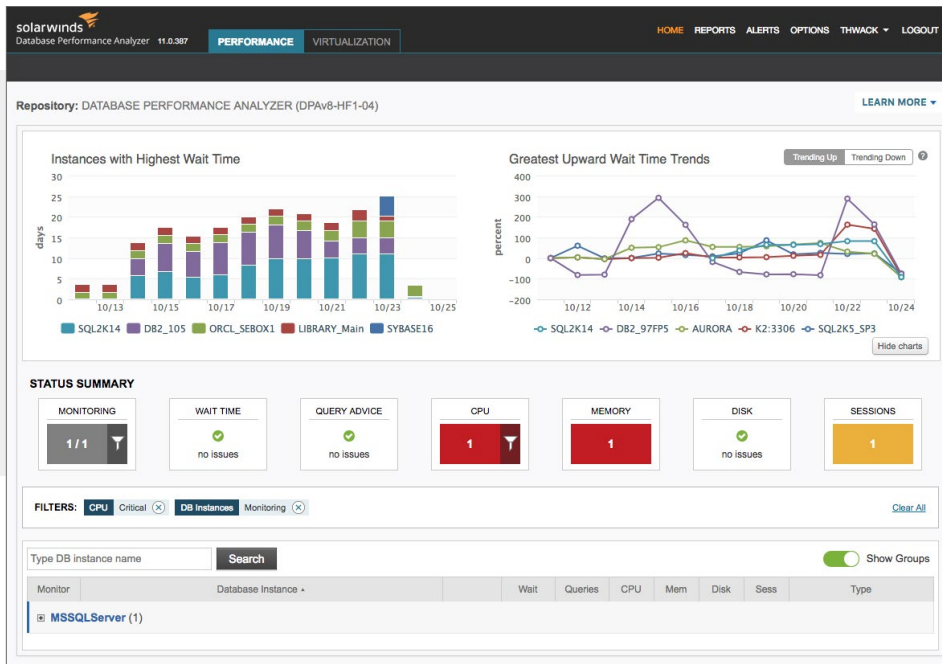 solarwinds
Database Performance Analyzer 11.0.387
PERFORMANCE VIRTUALIZATION
HOME REPORTS ALERTS OPTIONS THWACK LOGOUT
Repository: DATABASE PERFORMANCE ANALYZER (DPAv8-HF1-04)
LEARN MORE
Instances with Highest Wait Time
30
25
20
15
10
5
0
days
10/13 10/15 10/17 10/19 10/21 10/23 10/25
SQL2K14 DB2_105 ORCL_SEBOX1 LIBRARY_Main SYBASE16
Greatest Upward Wait Time Trends
Trending Up Trending Down ?
400
300
200
100
0
-100
-200
percent
10/12 10/14 10/16 10/18 10/20 10/22 10/24
SQL2K14 DB2_97FP5 AURORA K2:3306 SQL2K5_SP3
Hide charts
STATUS SUMMARY
MONITORING WAIT TIME QUERY ADVICE CPU MEMORY DISK SESSIONS
1/1 no issues no issues 1 1 no issues 1
FILTERS: CPU Critical DB Instances Monitoring Clear All
Type DB instance name Search Show Groups
Monitor Database Instance Wait Queries CPU Mem Disk Sess Type
MSSQLServer (1)